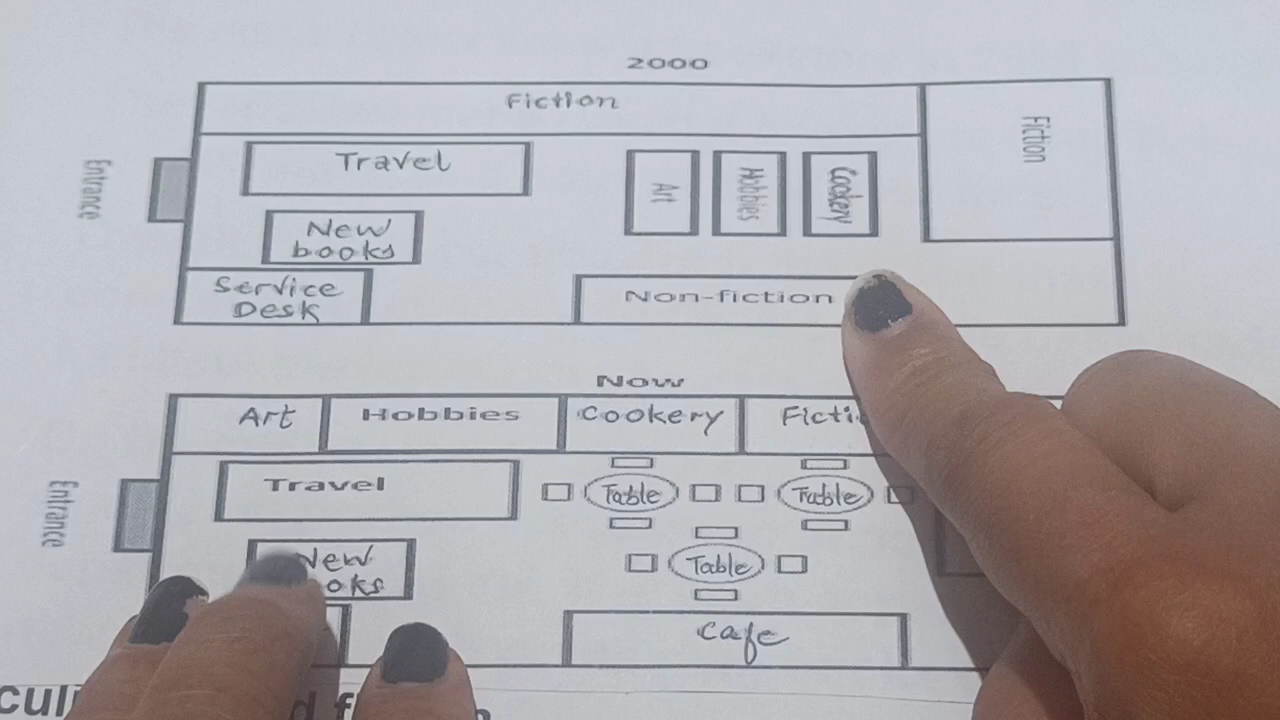 2000
Fiction
Fiction
Entrance
Travel
Art
Hobbies
Cookery
New
books
Service
Desk
Non-fiction
Now
Art
Hobbies
Cookery
Entrance
Travel
Table
Table
New
Table
Cafe